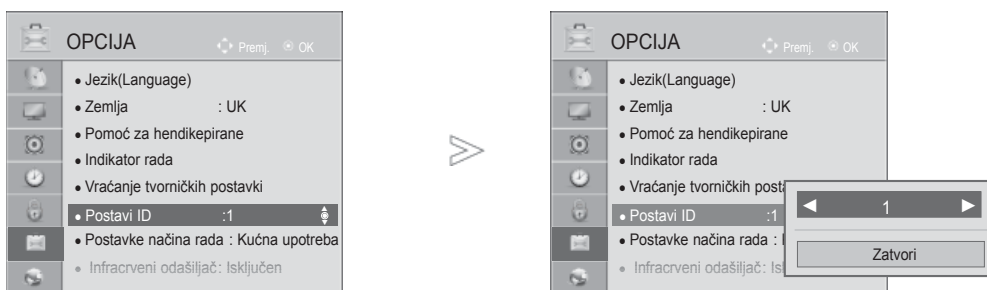 OPCIJA
Premj. OK
• Jezik(Language)
• Zemlja : UK
• Pomoć za hendikepirane
• Indikator rada
• Vraćanje tvorničkih postavki
• Postavi ID :1
• Postavke načina rada : Kućna upotreba
• Infracrveni odašiljač: Isključen
OPCIJA
Premj. OK
• Jezik(Language)
• Zemlja : UK
• Pomoć za hendikepirane
• Indikator rada
• Vraćanje tvorničkih
• Postavi ID :1
• Postavke načina rada :
• Infracrveni odašiljač:
◄ 1 ►
Zatvori